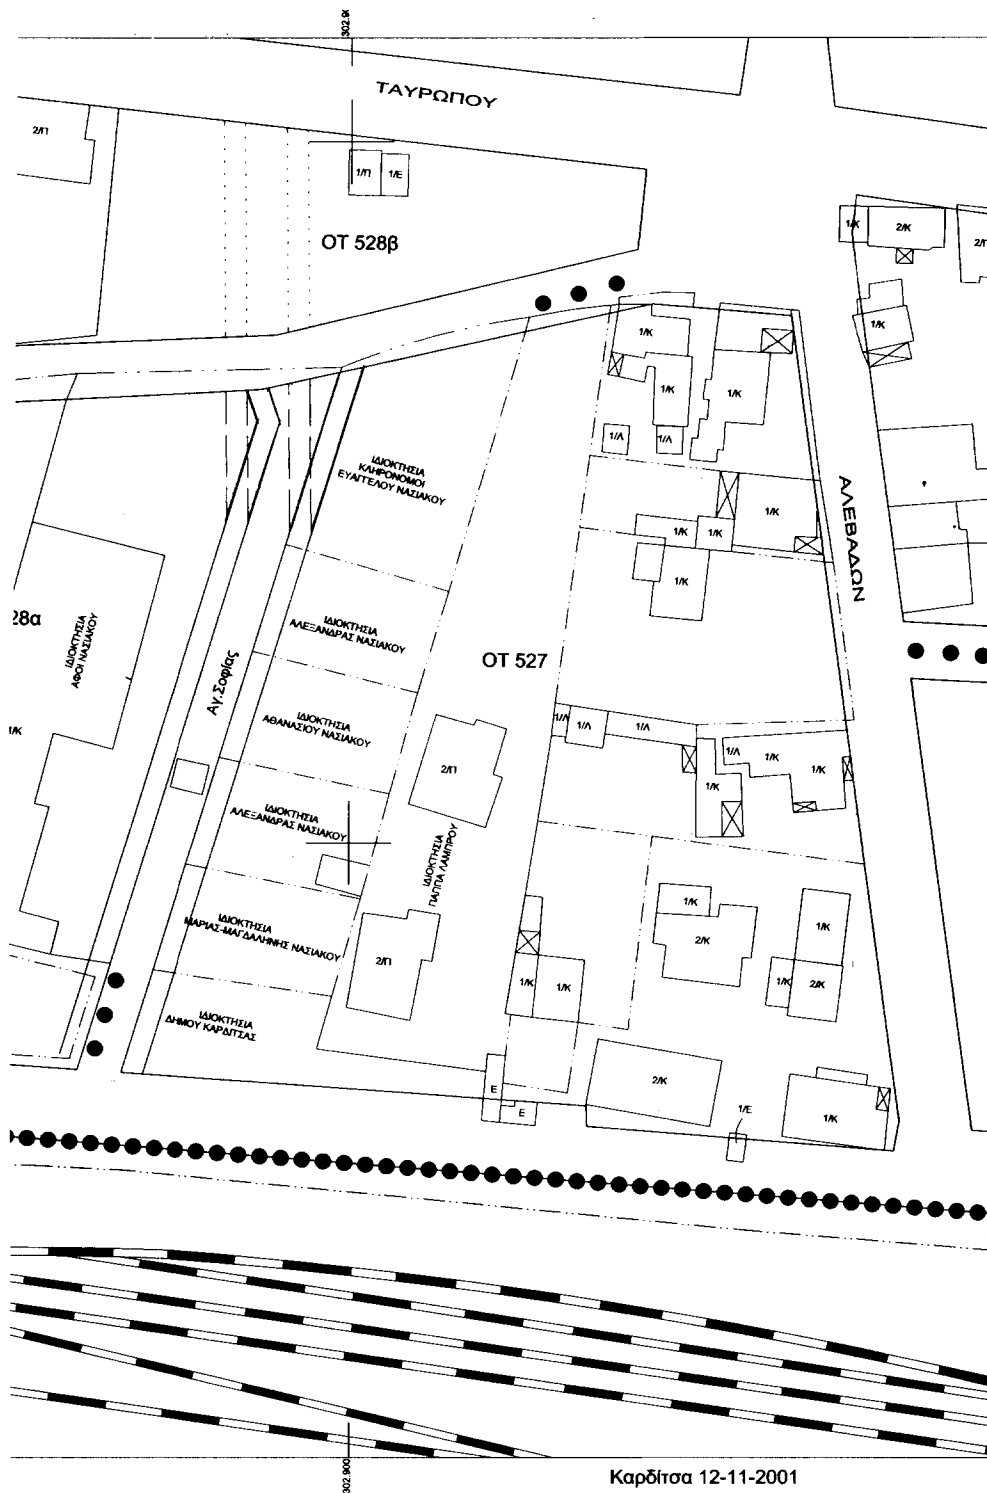 ΤΑΥΡΩΠΟΥ
2/Π
1/Π
1/Ε
ΟΤ 528β
1/Κ
2/Κ
1/Κ
1/Κ
1/Κ
1/Κ
1/Λ
1/Λ
ΙΔΙΟΚΤΗΣΙΑ
ΚΛΗΡΟΝΟΜΟΙ
ΕΥΑΓΓΕΛΟΥ ΝΑΣΙΑΚΟΥ
ΑΛΕΒΑΔΩΝ
1/Κ
1/Κ
1/Κ
1/Κ
28α
ΙΔΙΟΚΤΗΣΙΑ
ΑΦΟΙ ΝΑΣΙΑΚΟΥ
ΙΔΙΟΚΤΗΣΙΑ
ΑΛΕΞΑΝΔΡΑΣ ΝΑΣΙΑΚΟΥ
ΟΤ 527
Αγ.Σοφίας
ΙΔΙΟΚΤΗΣΙΑ
ΑΘΑΝΑΣΙΟΥ ΝΑΣΙΑΚΟΥ
1/Λ
1/Λ
1/Λ
1/Λ
1/Κ
1/Κ
1/Κ
2/Π
ΙΔΙΟΚΤΗΣΙΑ
ΑΛΕΞΑΝΔΡΑΣ ΝΑΣΙΑΚΟΥ
ΙΔΙΟΚΤΗΣΙΑ
ΠΑΠΠΑ ΛΑΜΠΡΟΥ
ΙΔΙΟΚΤΗΣΙΑ
ΜΑΡΙΑΣ-ΜΑΓΔΑΛΗΝΗΣ ΝΑΣΙΑΚΟΥ
2/Π
1/Κ
2/Κ
1/Κ
1/Κ
1/Κ
1/Κ
2/Κ
ΙΔΙΟΚΤΗΣΙΑ
ΔΗΜΟΥ ΚΑΡΔΙΤΣΑΣ
Ε
Ε
2/Κ
1/Ε
1/Κ
302.900
Καρδίτσα 12-11-2001